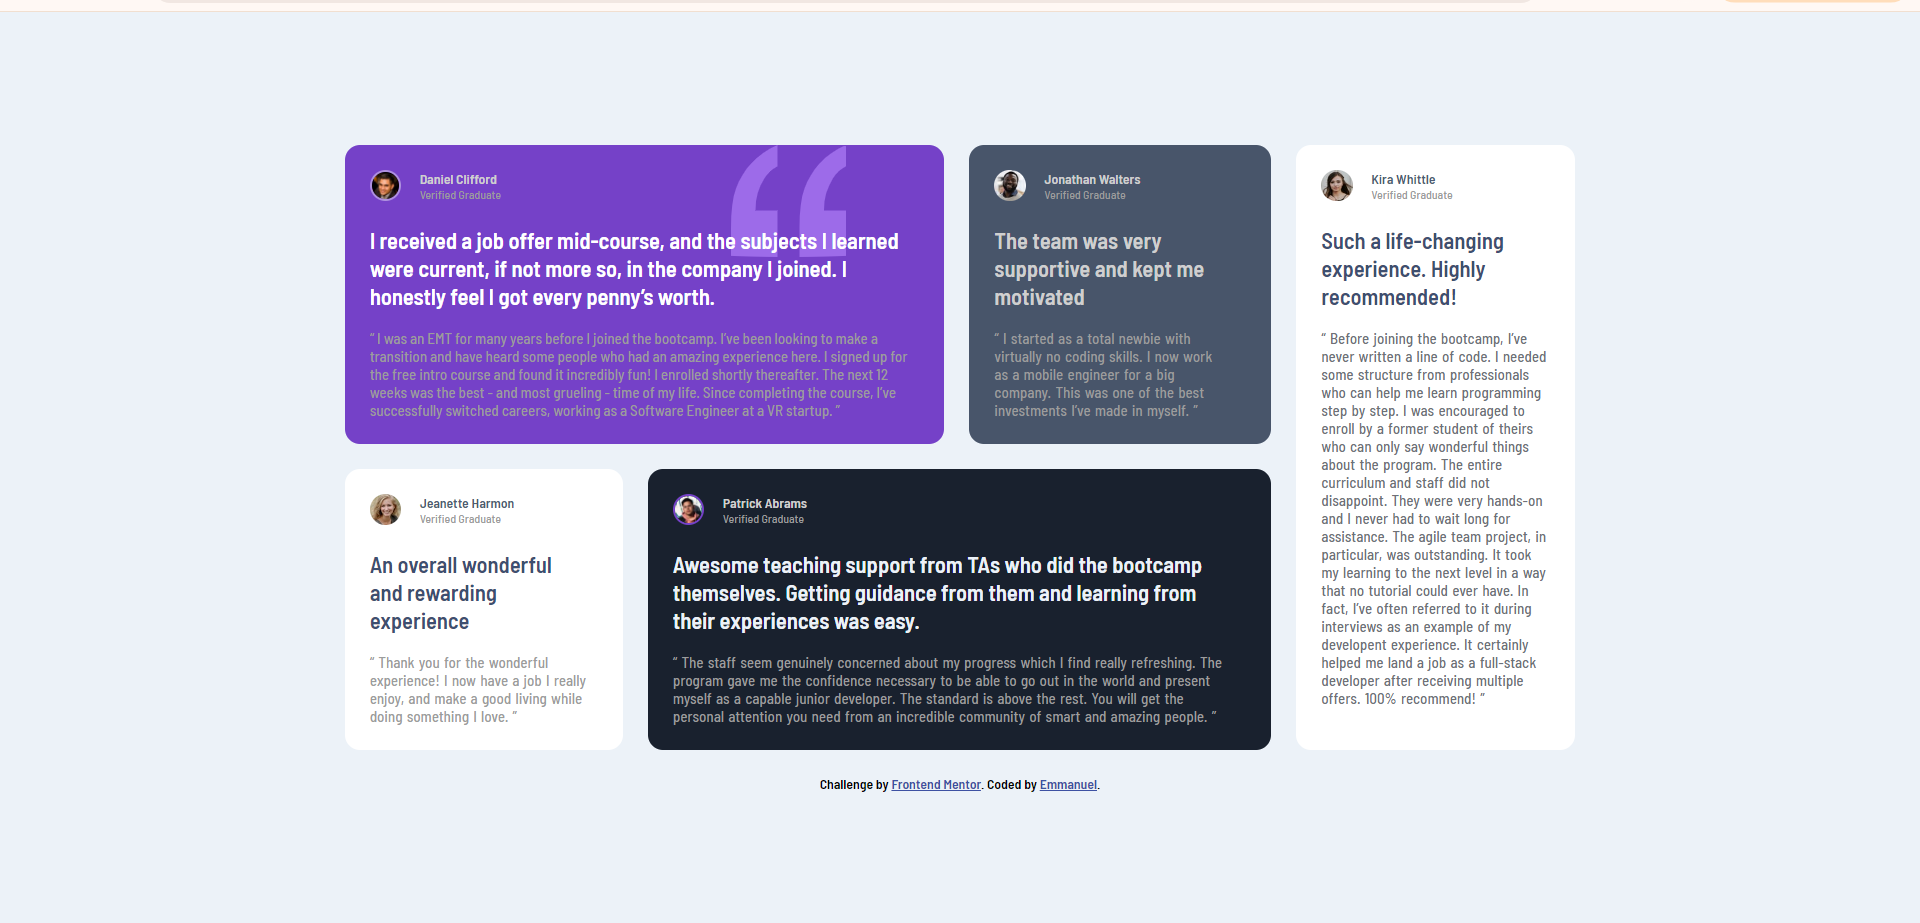 Daniel Clifford
Verified Graduate
I received a job offer mid-course, and the subjects I learned
were current, if not more so, in the company I joined. I
honestly feel I got every penny’s worth.
“ I was an EMT for many years before I joined the bootcamp. I’ve been looking to make a
transition and have heard some people who had an amazing experience here. I signed up for
the free intro course and found it incredibly fun! I enrolled shortly thereafter. The next 12
weeks was the best - and most grueling - time of my life. Since completing the course, I’ve
successfully switched careers, working as a Software Engineer at a VR startup. ”
Jonathan Walters
Verified Graduate
The team was very
supportive and kept me
motivated
“ I started as a total newbie with
virtually no coding skills. I now work
as a mobile engineer for a big
company. This was one of the best
investments I’ve made in myself. ”
Kira Whittle
Verified Graduate
Such a life-changing
experience. Highly
recommended!
“ Before joining the bootcamp, I’ve
never written a line of code. I needed
some structure from professionals
who can help me learn programming
step by step. I was encouraged to
enroll by a former student of theirs
who can only say wonderful things
about the program. The entire
curriculum and staff did not
disappoint. They were very hands-on
and I never had to wait long for
assistance. The agile team project, in
particular, was outstanding. It took
my learning to the next level in a way
that no tutorial could ever have. In
fact, I’ve often referred to it during
interviews as an example of my
developent experience. It certainly
helped me land a job as a full-stack
developer after receiving multiple
offers. 100% recommend! ”
Jeanette Harmon
Verified Graduate
An overall wonderful
and rewarding
experience
“ Thank you for the wonderful
experience! I now have a job I really
enjoy, and make a good living while
doing something I love. ”
Patrick Abrams
Verified Graduate
Awesome teaching support from TAs who did the bootcamp
themselves. Getting guidance from them and learning from
their experiences was easy.
“ The staff seem genuinely concerned about my progress which I find really refreshing. The
program gave me the confidence necessary to be able to go out in the world and present
myself as a capable junior developer. The standard is above the rest. You will get the
personal attention you need from an incredible community of smart and amazing people. ”
Challenge by Frontend Mentor. Coded by Emmanuel.